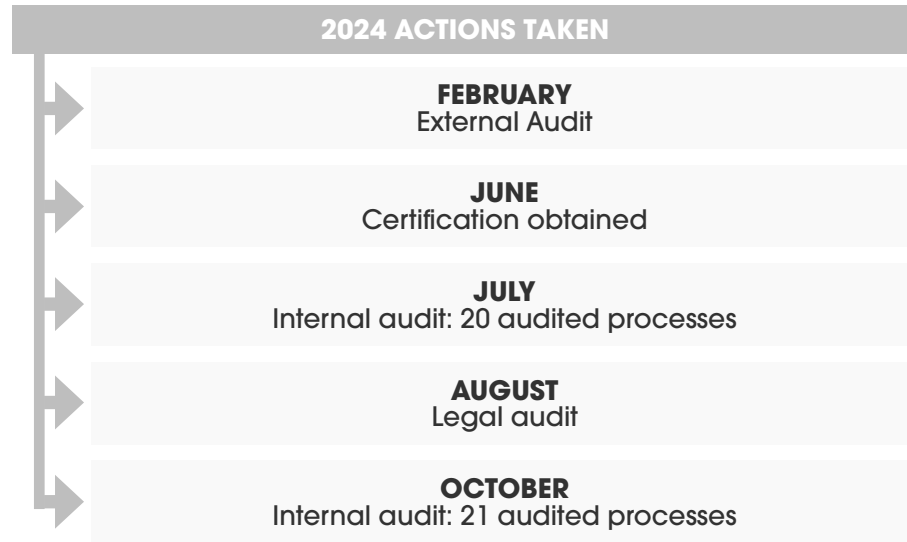 2024 ACTIONS TAKEN
FEBRUARY
External Audit
JUNE
Certification obtained
JULY
Internal audit: 20 audited processes
AUGUST
Legal audit
OCTOBER
Internal audit: 21 audited processes